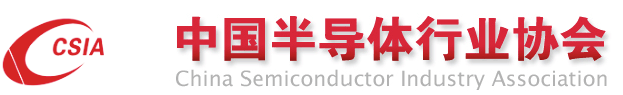 CSIA
中国半导体行业协会
China Semiconductor Industry Association